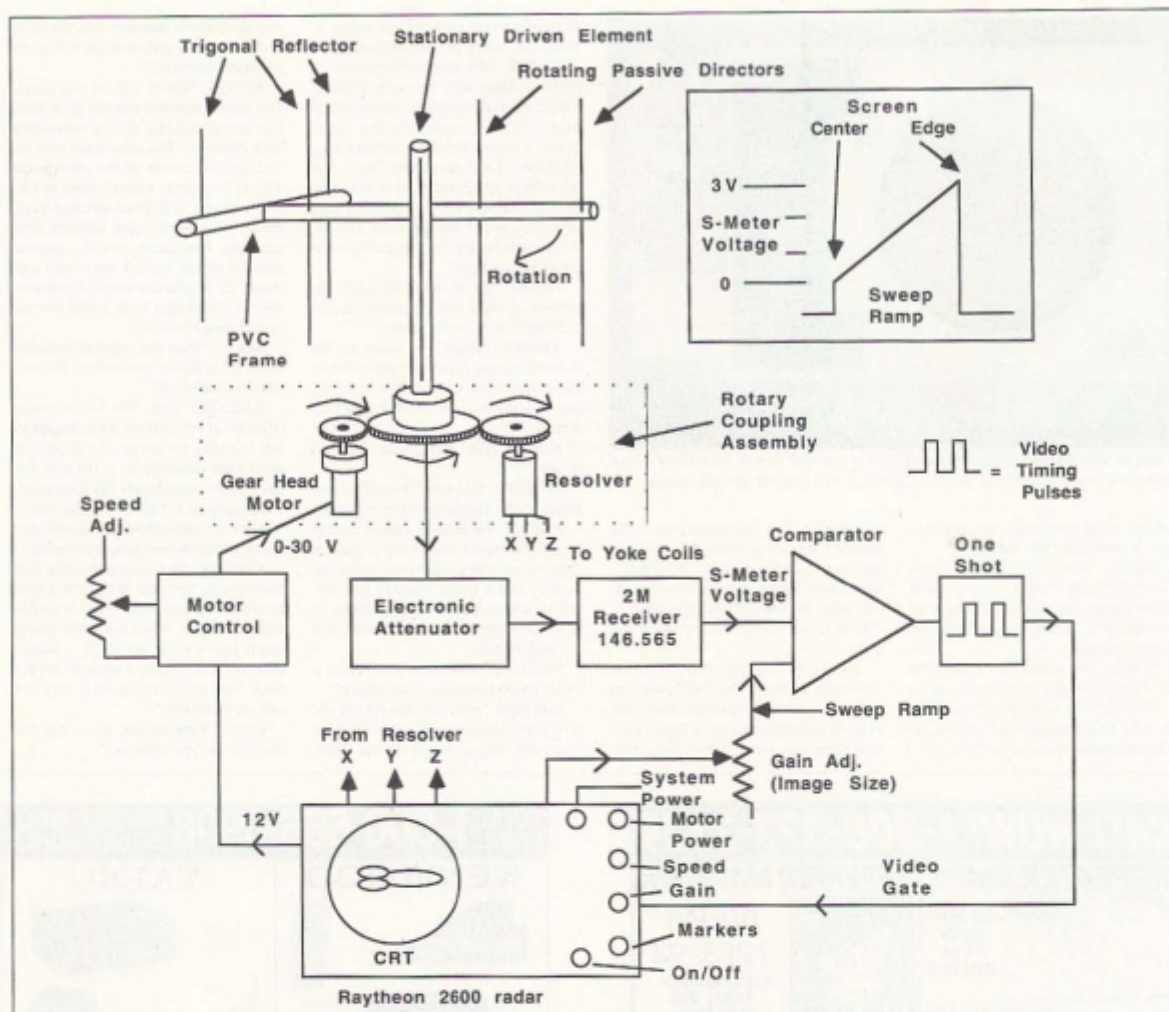 Trigonal Reflector
Stationary Driven Element
Rotating Passive Directors
Screen
Center
Edge
3 V
S-Meter
Voltage
0
Sweep
Ramp
Rotation
PVC
Frame
Rotary
Coupling
Assembly
Resolver
X Y Z
Gear Head
Motor
0-30 V
Speed
Adj.
= Video
Timing
Pulses
Motor
Control
Electronic
Attenuator
To Yoke Coils
2M
Receiver
146.565
S-Meter
Voltage
Comparator
One
Shot
Sweep Ramp
Gain Adj.
(Image Size)
From Resolver
X Y Z
12V
System
Power
Motor
Power
Speed
Gain
Markers
On/Off
Video
Gate
CRT
Raytheon 2600 radar